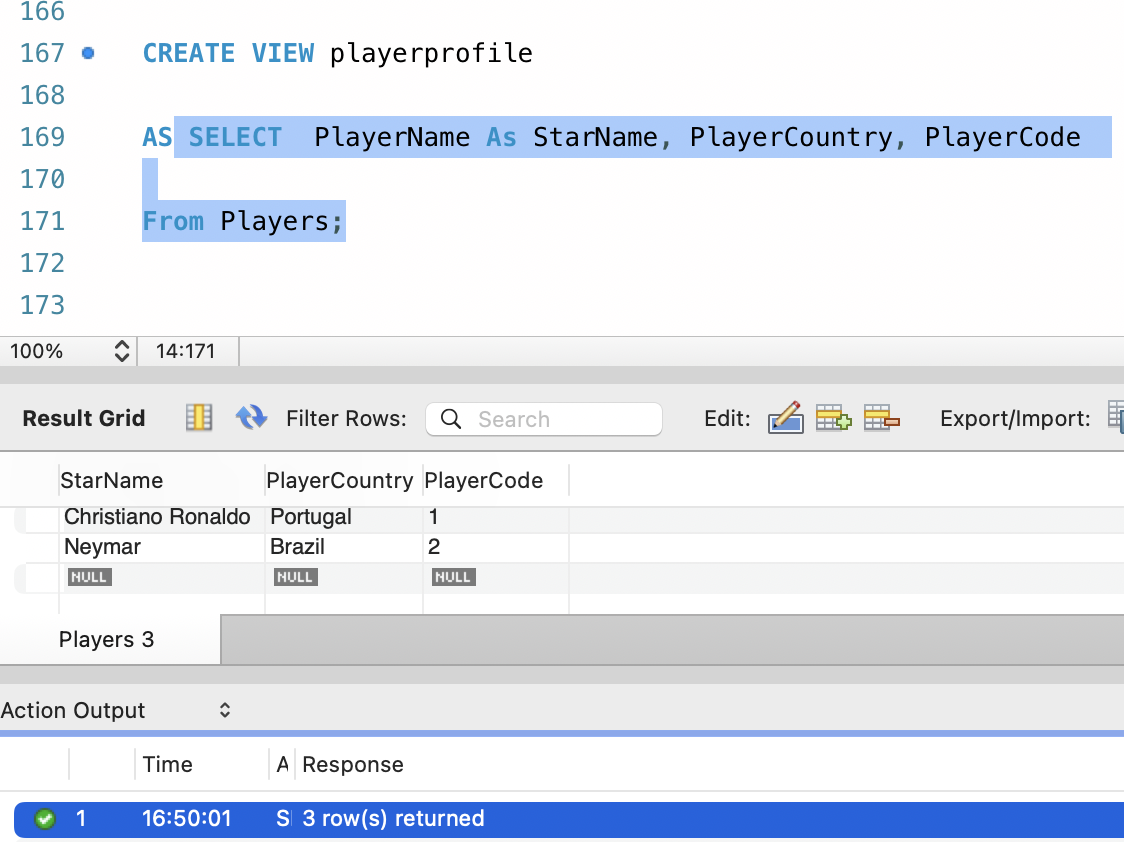 166
167 CREATE VIEW playerprofile
168
169 AS SELECT  PlayerName As StarName, PlayerCountry, PlayerCode
170
171 From Players;
172
173
100% 14:171
Result Grid Filter Rows: Search Edit: Export/Import:
StarName PlayerCountry PlayerCode
Christiano Ronaldo Portugal 1
Neymar Brazil 2
NULL NULL NULL
Players 3
Action Output
Time A Response
1 16:50:01 S 3 row(s) returned